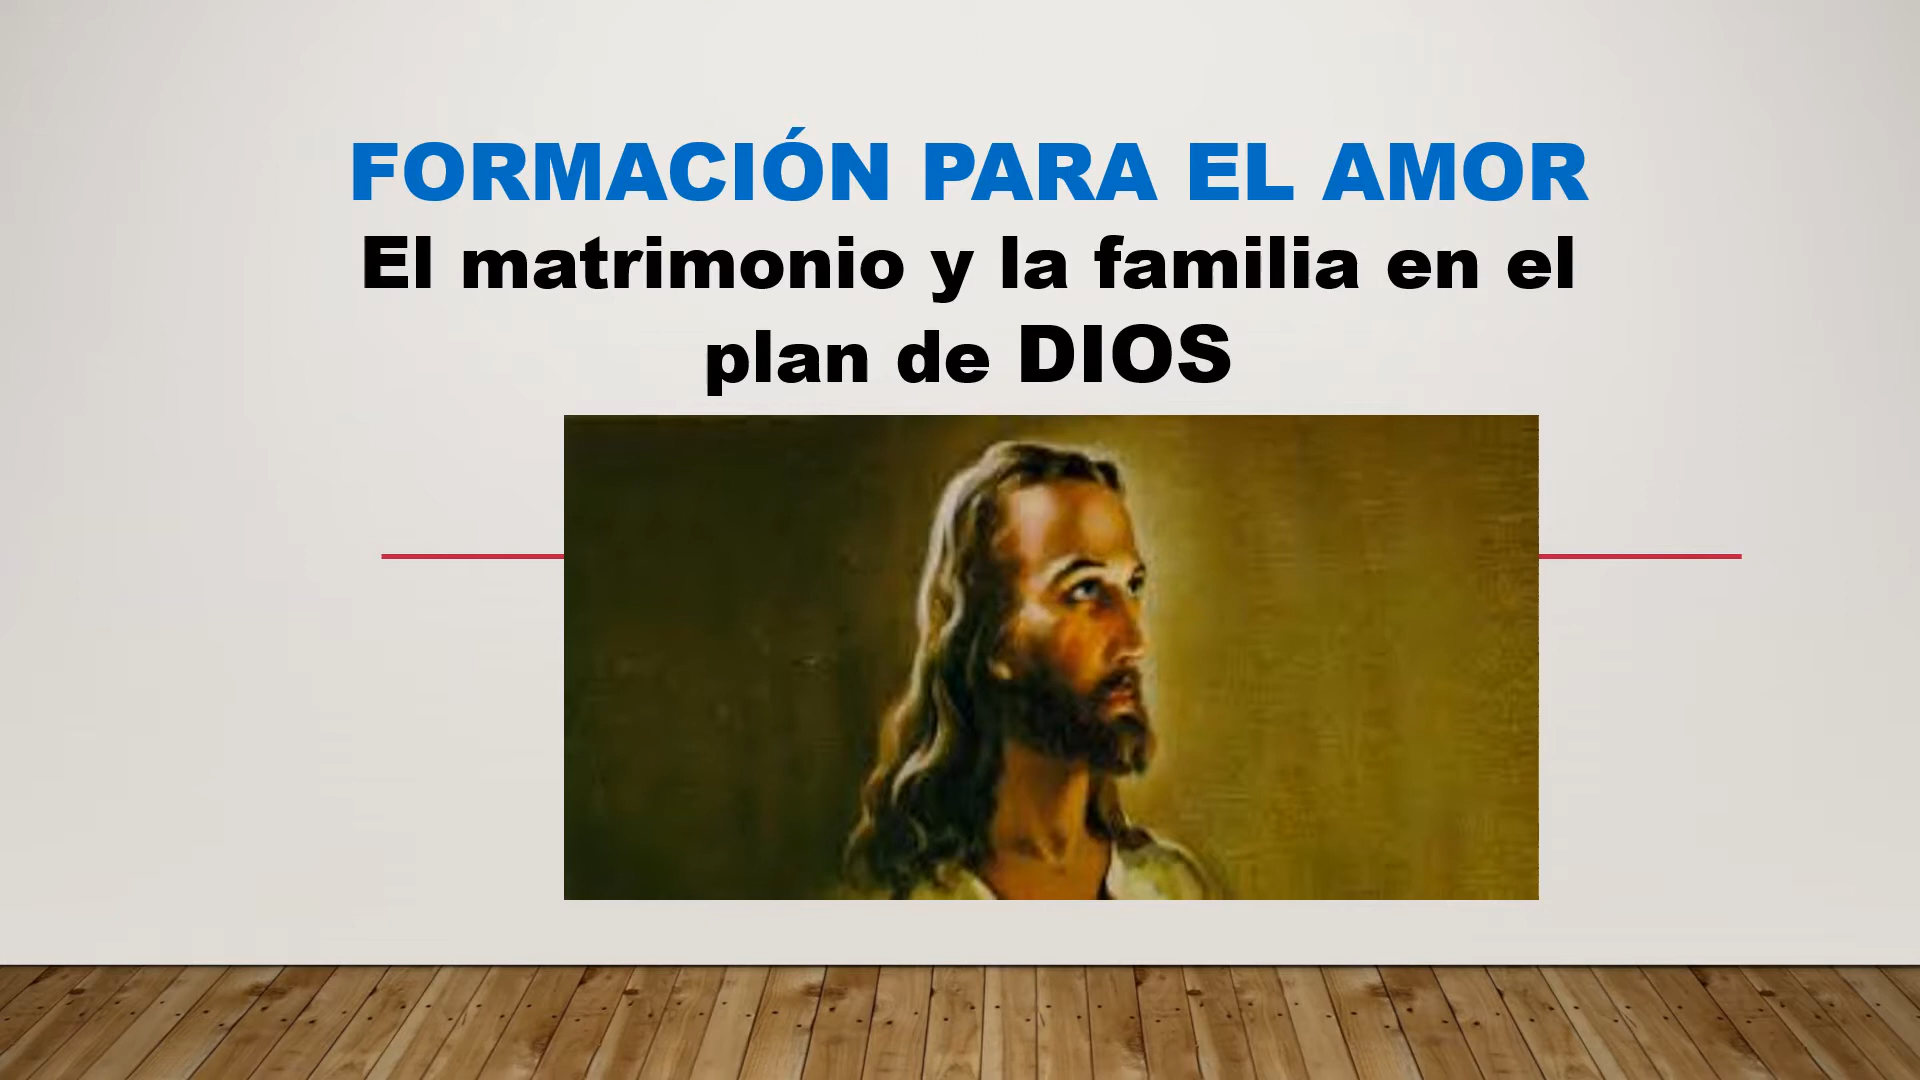 FORMACIÓN PARA EL AMOR
El matrimonio y la familia en el
plan de DIOS